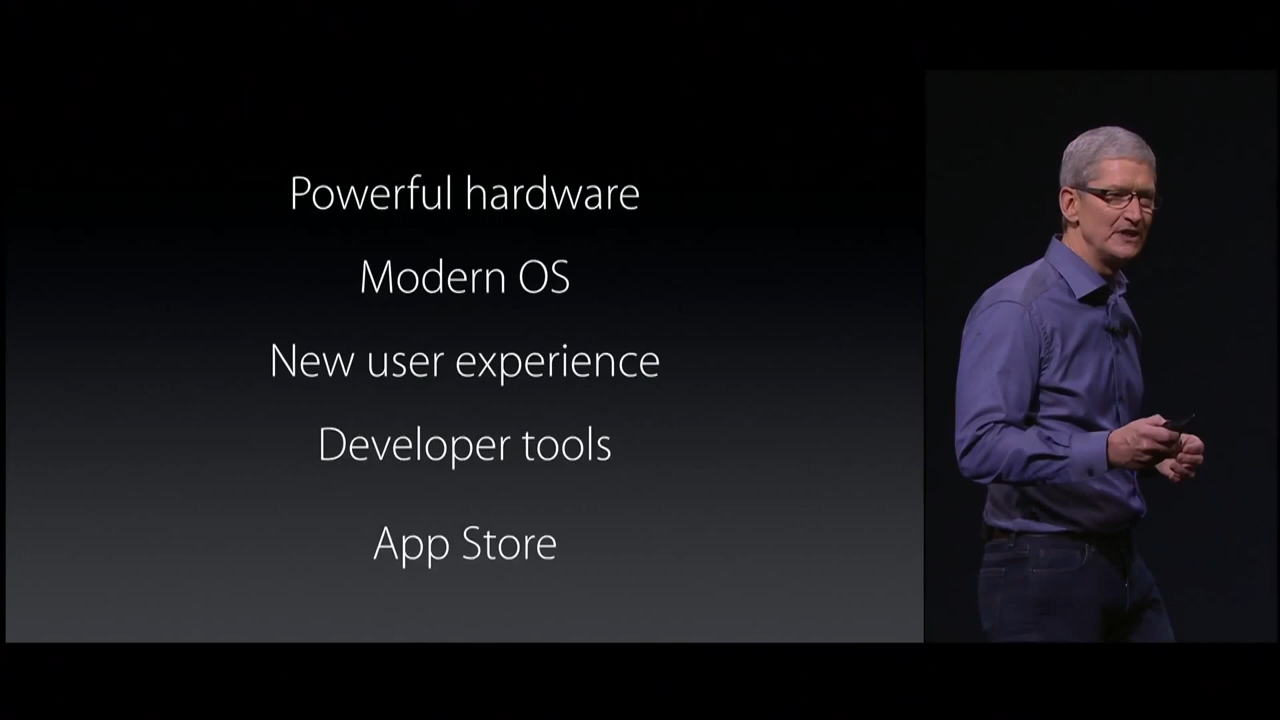 Powerful hardware
Modern OS
New user experience
Developer tools
App Store